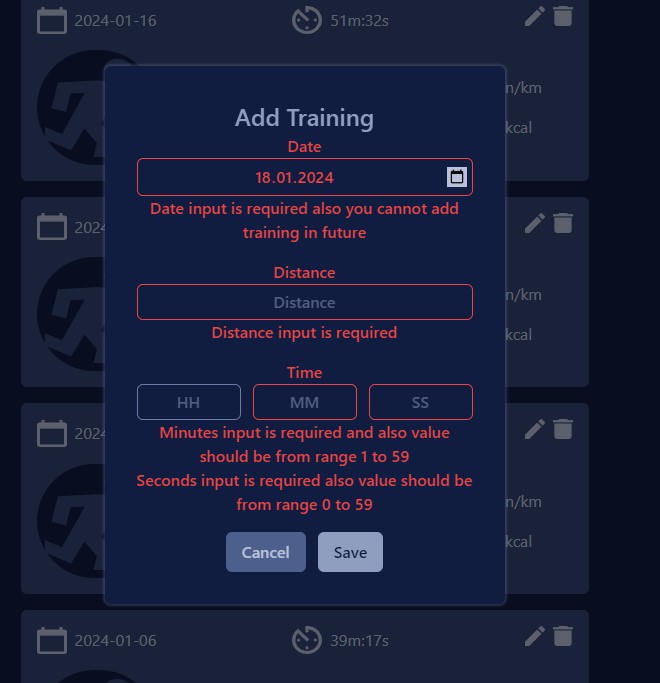 2024-01-16 51m:32s
n/km
kcal
Add Training
Date
18.01.2024
Date input is required also you cannot add
training in future
2024
n/km
Distance
Distance
Distance input is required
kcal
Time
HH MM SS
Minutes input is required and also value
should be from range 1 to 59
2024
Seconds input is required also value should be
from range 0 to 59
n/km
kcal
Cancel Save
2024-01-06 39m:17s